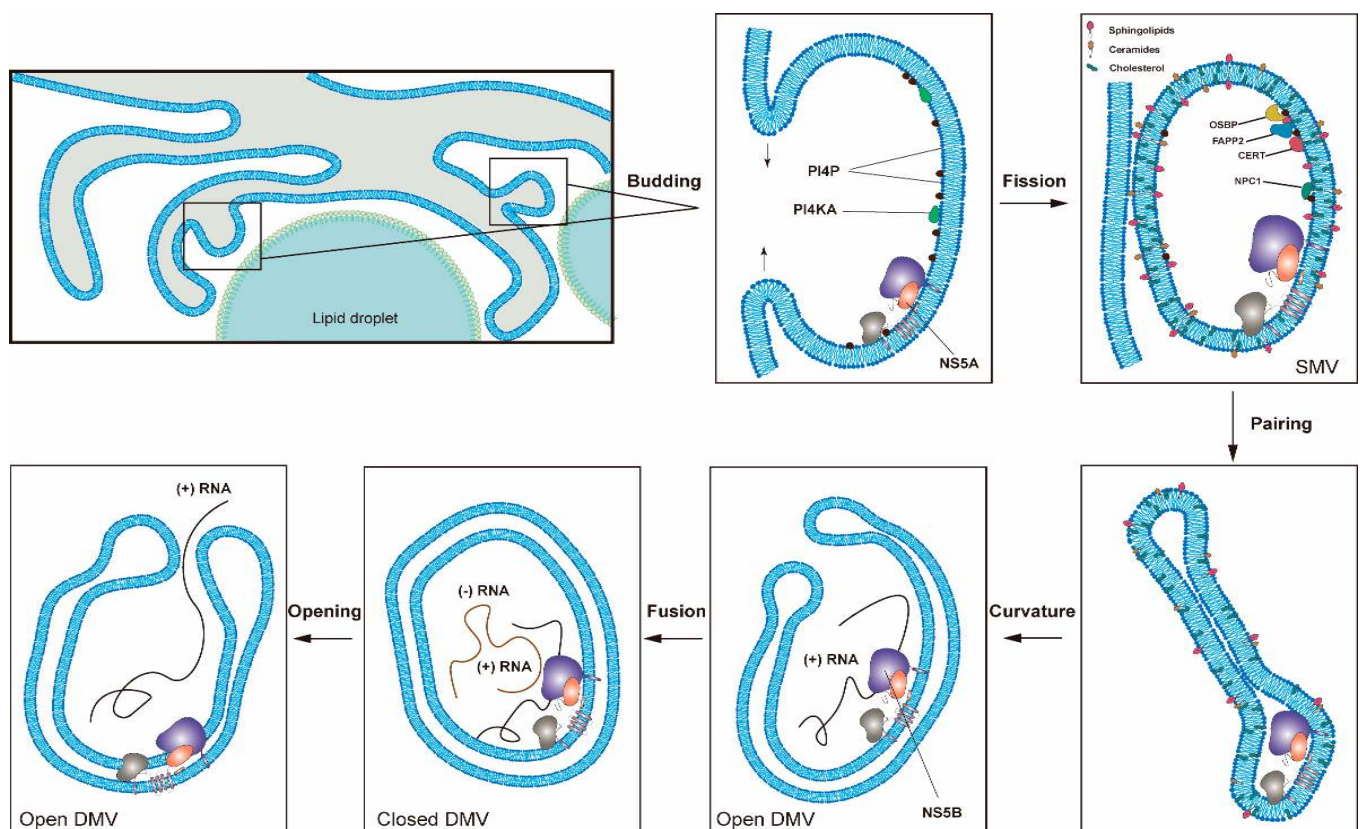 Lipid droplet
Budding
PI4P
PI4KA
NS5A
Fission
Sphingolipids
Ceramides
Cholesterol
OSBP
FAPP2
CERT
NPC1
SMV
Pairing
Curvature
(+) RNA
NS5B
Open DMV
Fusion
(-) RNA
(+) RNA
Closed DMV
Opening
(+) RNA
Open DMV